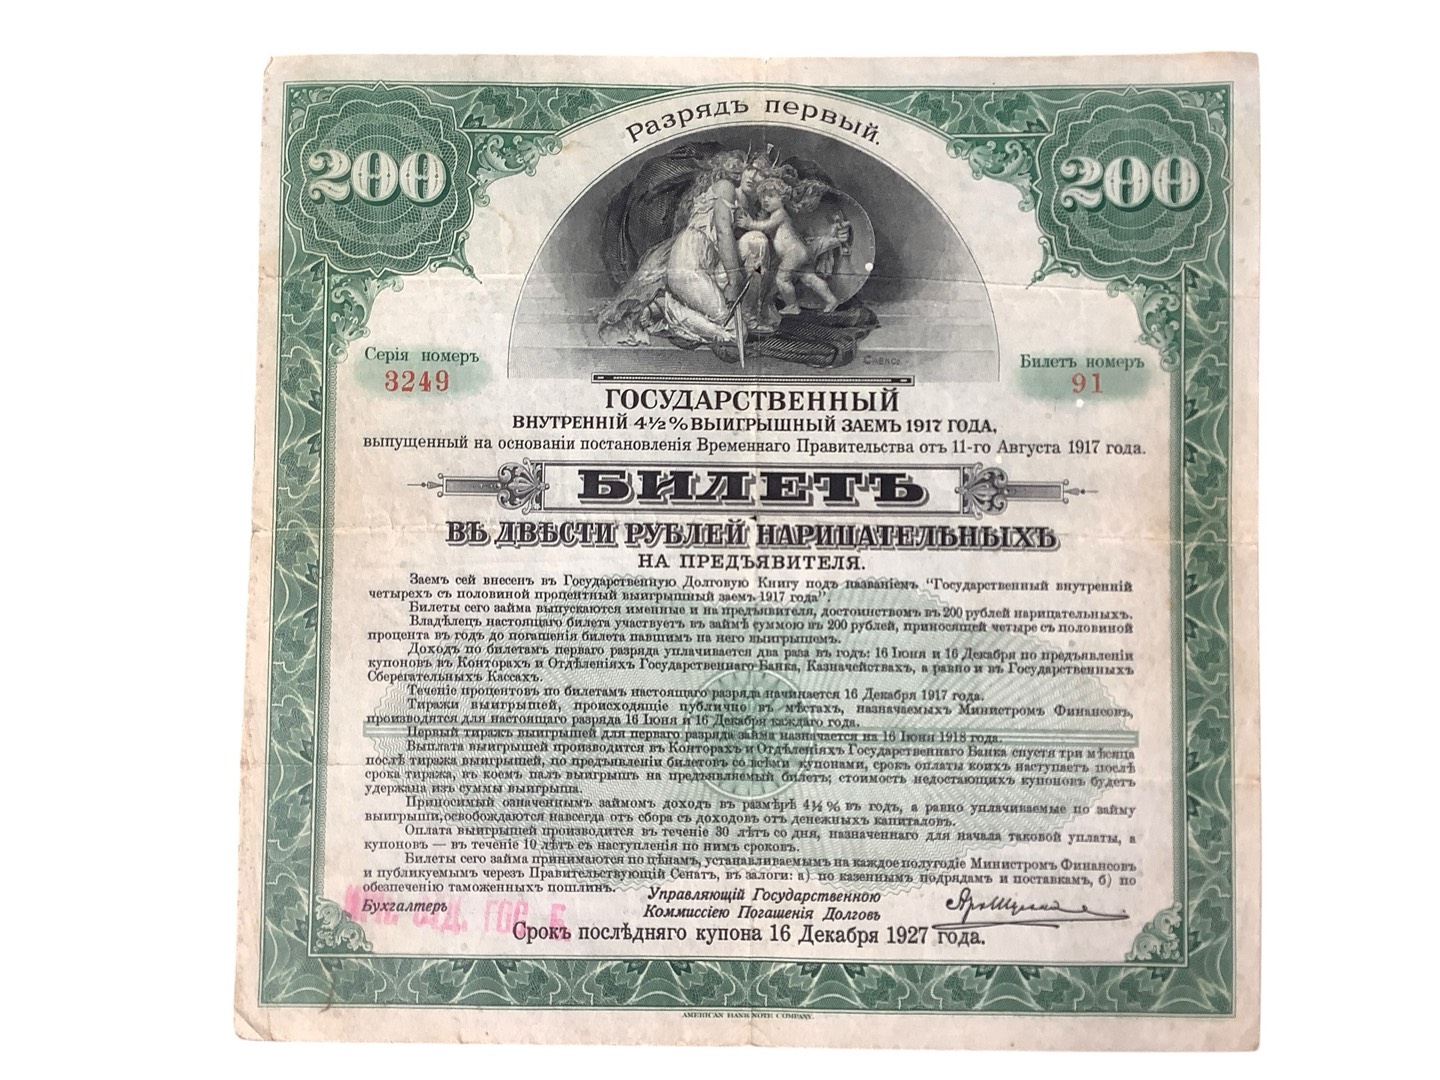 Разрядъ первый.
200
200
Серія номеръ
3249
Билетъ номеръ
91
ГОСУДАРСТВЕННЫЙ
ВНУТРЕННІЙ 4½% ВЫИГРЫШНЫЙ ЗАЕМЪ 1917 ГОДА,
выпущенный на основаніи постановленія Временнаго Правительства отъ 11-го Августа 1917 года.
БИЛЕТЪ
ВЪ ДВѢСТИ РУБЛЕЙ НАРИЦАТЕЛЬНЫХЪ
НА ПРЕДЪЯВИТЕЛЯ.
Заемъ сей внесенъ въ Государственную Долговую Книгу подъ названіемъ "Государственный внутренній
четырехъ съ половиной процентный выигрышный заемъ 1917 года".
Билеты сего займа выпускаются именные и на предъявителя, достоинствомъ въ 200 рублей нарицательныхъ.
Владѣлецъ настоящаго билета участвуетъ въ займѣ суммою въ 200 рублей, приносящей четыре съ половиной
процента въ годъ до погашенія билета павшимъ на него выигрышемъ.
Доходъ по билетамъ перваго разряда уплачивается два раза въ годъ: 16 Іюня и 16 Декабря по предъявленіи
купоновъ въ Конторахъ и Отдѣленіяхъ Государственнаго Банка, Казначействахъ, а равно и въ Государственныхъ
Сберегательныхъ Кассахъ.
Теченіе процентовъ по билетамъ настоящаго разряда начинается 16 Декабря 1917 года.
Тиражи выигрышей, происходящіе публично въ мѣстахъ, назначаемыхъ Министромъ Финансовъ,
производятся для настоящаго разряда 16 Іюня и 16 Декабря каждаго года.
Первый тиражъ выигрышей для перваго разряда займа назначается на 16 Іюня 1918 года.
Выплата выигрышей производится въ Конторахъ и Отдѣленіяхъ Государственнаго Банка спустя три мѣсяца
послѣ тиража выигрышей, по предъявленіи билетовъ со всѣми купонами, срокъ оплаты коихъ наступаетъ послѣ
срока тиража, въ коемъ палъ выигрышъ на предъявляемый билетъ; стоимость недостающихъ купоновъ будетъ
удержана изъ суммы выигрыша.
Приносимый означеннымъ займомъ доходъ въ размѣрѣ 4½% въ годъ, а равно уплачиваемые по займу
выигрыши, освобождаются навсегда отъ сбора съ доходовъ отъ денежныхъ капиталовъ.
Оплата выигрышей производится въ теченіе 30 лѣтъ со дня, назначеннаго для начала таковой уплаты, а
купоновъ — въ теченіе 10 лѣтъ съ наступленія по нимъ сроковъ.
Билеты сего займа принимаются по цѣнамъ, устанавливаемымъ на каждое полугодіе Министромъ Финансовъ
и публикуемымъ черезъ Правительствующій Сенатъ, въ залоги: а) по казеннымъ подрядамъ и поставкамъ, б) по
обезпеченію таможенныхъ пошлинъ.
Управляющій Государственною
Коммиссіею Погашенія Долговъ
Бухгалтеръ
ОТД. ГОС. Б.
Срокъ послѣдняго купона 16 Декабря 1927 года.
AMERICAN BANK NOTE COMPANY.